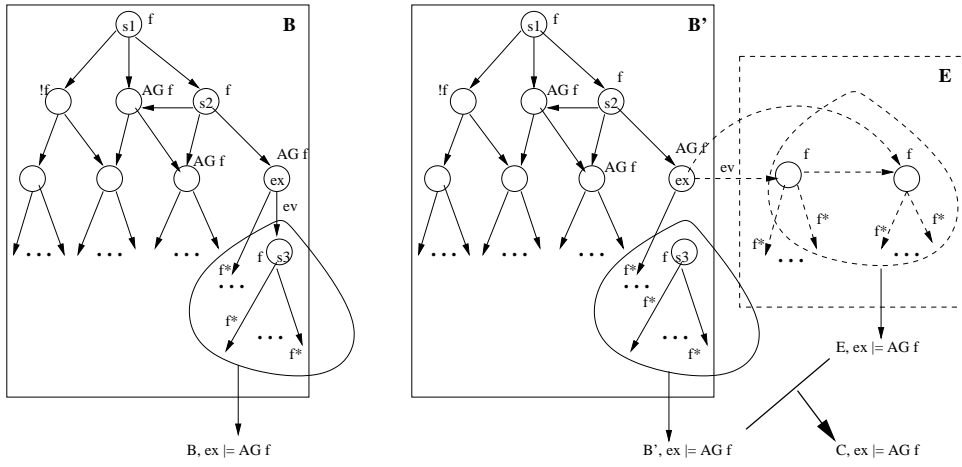 s1 f B
!f AG f s2 f
AG f AG f
ex
ev
f s3
f*
. . .
f*
. . .
f*
B, ex |= AG f
s1 f B’
!f AG f s2 f
AG f AG f
ex ev
f s3
f*
. . .
f*
. . .
f*
B’, ex |= AG f
E
f f
f* f* f* f*
. . . . . .
E, ex |= AG f
C, ex |= AG f